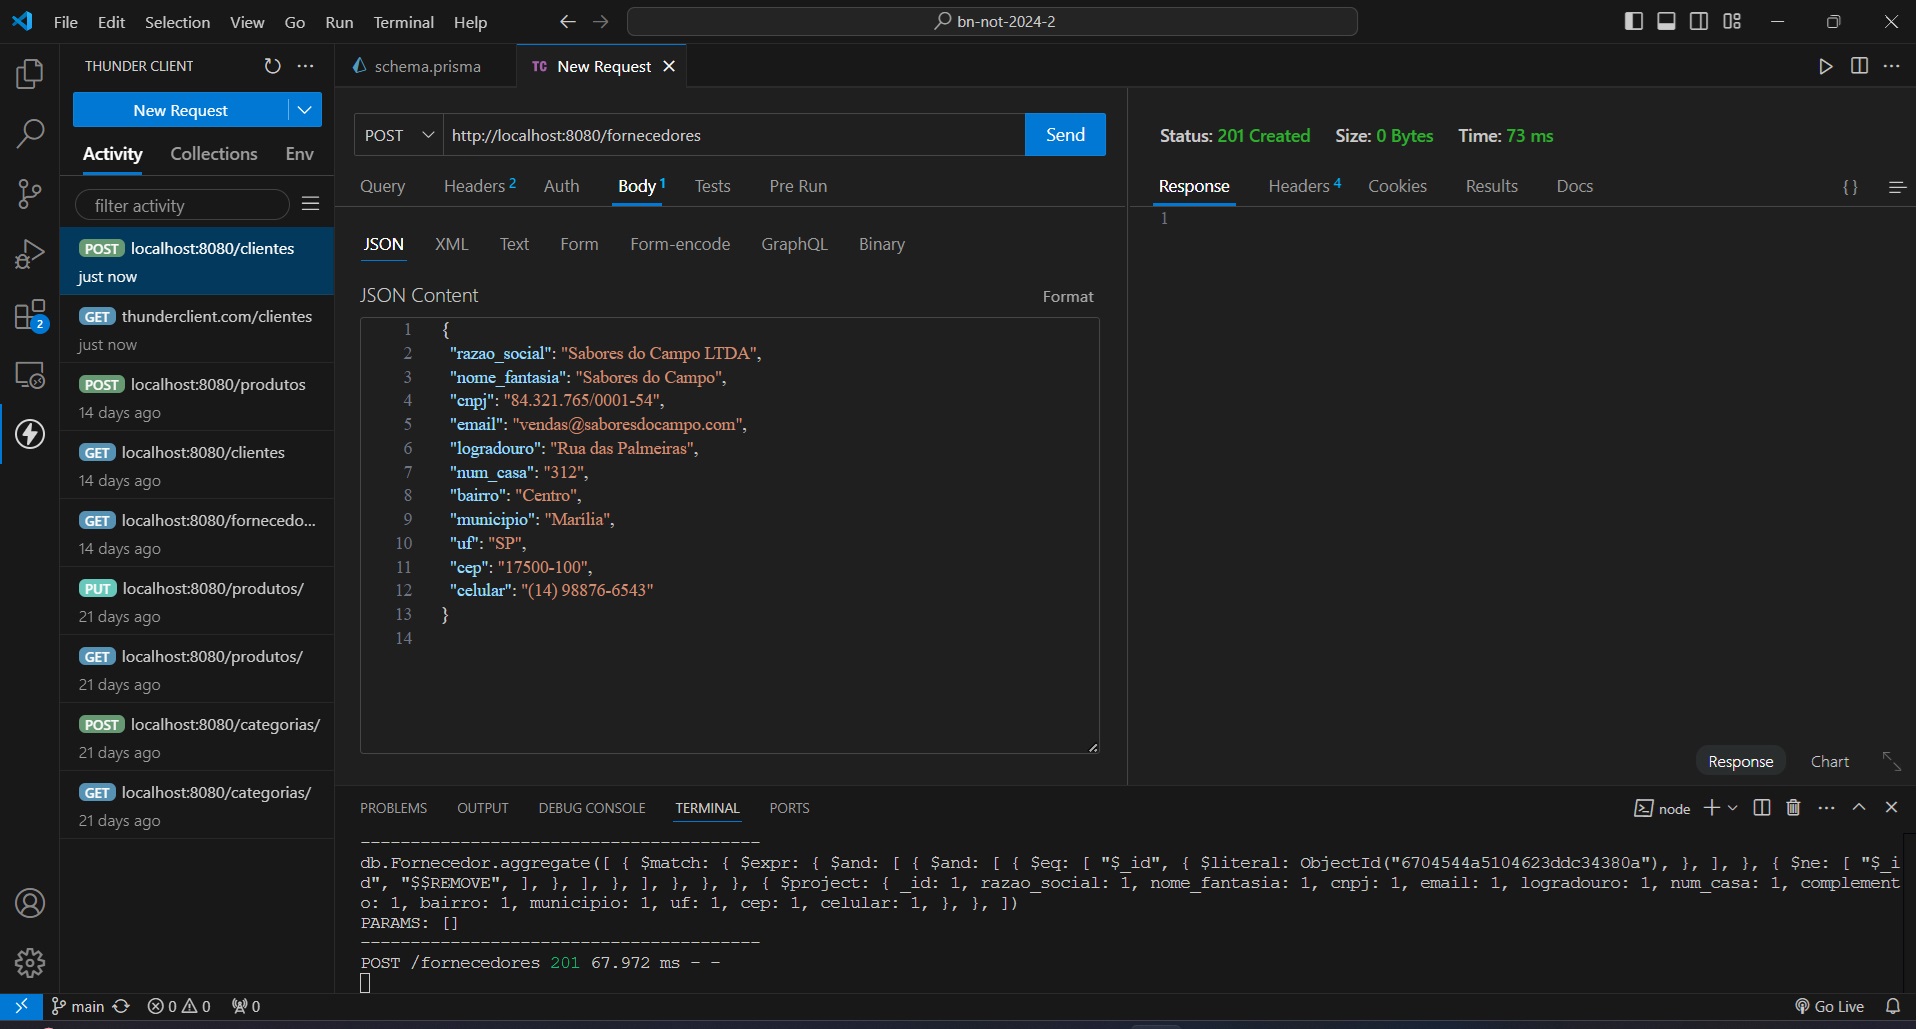 File Edit Selection View Go Run Terminal Help
bn-not-2024-2
THUNDER CLIENT
New Request
Activity Collections Env
filter activity
POST localhost:8080/clientes
just now
GET thunderclient.com/clientes
just now
POST localhost:8080/produtos
14 days ago
GET localhost:8080/clientes
14 days ago
GET localhost:8080/fornecedo...
14 days ago
PUT localhost:8080/produtos/
21 days ago
GET localhost:8080/produtos/
21 days ago
POST localhost:8080/categorias/
21 days ago
GET localhost:8080/categorias/
21 days ago
2
schema.prisma
TC New Request
POST http://localhost:8080/fornecedores Send
Query Headers 2 Auth Body 1 Tests Pre Run
JSON XML Text Form Form-encode GraphQL Binary
JSON Content Format
1 {
2 "razao_social": "Sabores do Campo LTDA",
3 "nome_fantasia": "Sabores do Campo",
4 "cnpj": "84.321.765/0001-54",
5 "email": "vendas@saboresdocampo.com",
6 "logradouro": "Rua das Palmeiras",
7 "num_casa": "312",
8 "bairro": "Centro",
9 "municipio": "Marília",
10 "uf": "SP",
11 "cep": "17500-100",
12 "celular": "(14) 98876-6543"
13 }
14
Status: 201 Created Size: 0 Bytes Time: 73 ms
Response Headers 4 Cookies Results Docs {}
1
Response Chart
PROBLEMS OUTPUT DEBUG CONSOLE TERMINAL PORTS
node
----------------------------------------
db.Fornecedor.aggregate([ { $match: { $expr: { $and: [ { $and: [ { $eq: [ "$_id", { $literal: ObjectId("6704544a5104623ddc34380a"), }, ], }, { $ne: [ "$_i
d", "$$REMOVE", ], }, ], }, ], }, }, }, { $project: { _id: 1, razao_social: 1, nome_fantasia: 1, cnpj: 1, email: 1, logradouro: 1, num_casa: 1, complement
o: 1, bairro: 1, municipio: 1, uf: 1, cep: 1, celular: 1, }, }, ])
PARAMS: []
----------------------------------------
POST /fornecedores 201 67.972 ms - -
main 0 0 0
Go Live